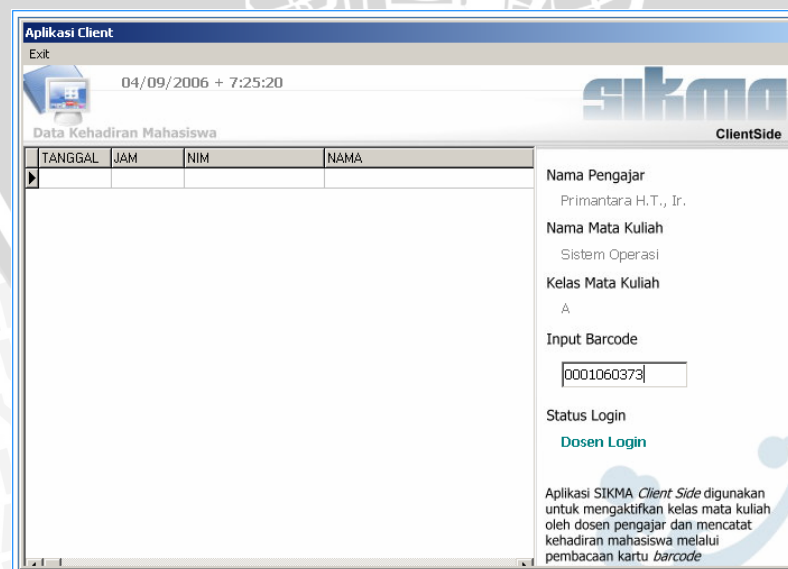 Aplikasi Client
Exit
04/09/2006 + 7:25:20
sikma
Data Kehadiran Mahasiswa
ClientSide
TANGGAL JAM NIM NAMA
Nama Pengajar
Primantara H.T., Ir.
Nama Mata Kuliah
Sistem Operasi
Kelas Mata Kuliah
A
Input Barcode
0001060373
Status Login
Dosen Login
Aplikasi SIKMA Client Side digunakan
untuk mengaktifkan kelas mata kuliah
oleh dosen pengajar dan mencatat
kehadiran mahasiswa melalui
pembacaan kartu barcode